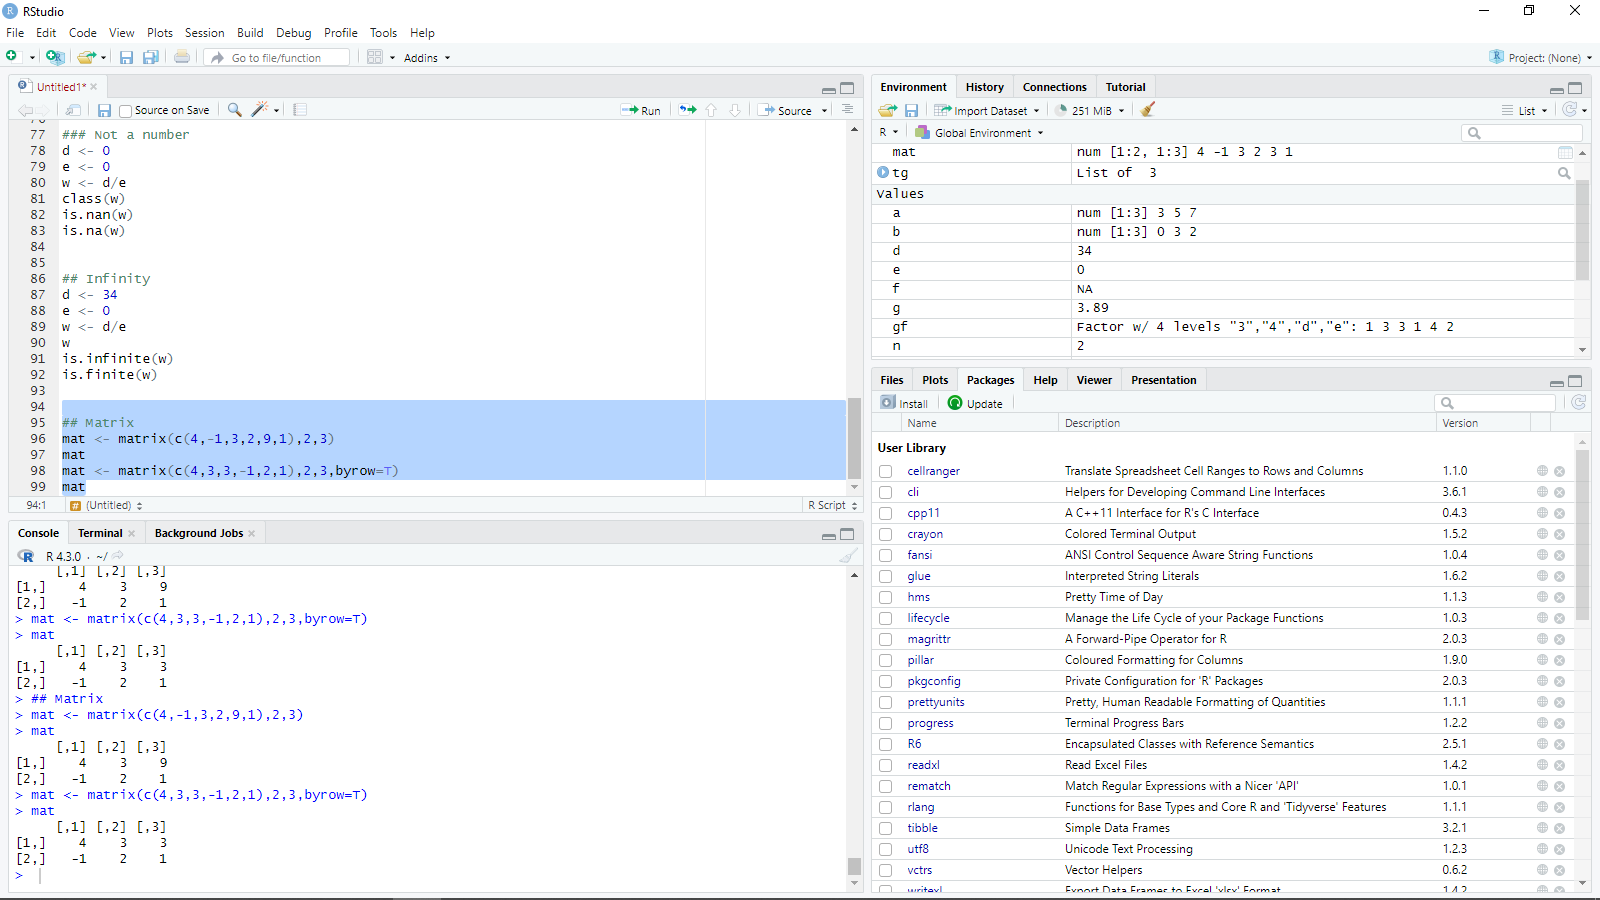 RStudio
File Edit Code View Plots Session Build Debug Profile Tools Help
Go to file/function Addins Project: (None)
Untitled1*
Source on Save Run Source
77 ### Not a number
78 d <- 0
79 e <- 0
80 w <- d/e
81 class(w)
82 is.nan(w)
83 is.na(w)
84
85
86 ## Infinity
87 d <- 34
88 e <- 0
89 w <- d/e
90 w
91 is.infinite(w)
92 is.finite(w)
93
94
95 ## Matrix
96 mat <- matrix(c(4,-1,3,2,9,1),2,3)
97 mat
98 mat <- matrix(c(4,3,3,-1,2,1),2,3,byrow=T)
99 mat
94:1 # (Untitled) R Script
Console Terminal Background Jobs
R R 4.3.0 · ~/
[,1] [,2] [,3]
[1,] 4 3 9
[2,] -1 2 1
> mat <- matrix(c(4,3,3,-1,2,1),2,3,byrow=T)
> mat
[,1] [,2] [,3]
[1,] 4 3 3
[2,] -1 2 1
> ## Matrix
> mat <- matrix(c(4,-1,3,2,9,1),2,3)
> mat
[,1] [,2] [,3]
[1,] 4 3 9
[2,] -1 2 1
> mat <- matrix(c(4,3,3,-1,2,1),2,3,byrow=T)
> mat
[,1] [,2] [,3]
[1,] 4 3 3
[2,] -1 2 1
>
Environment History Connections Tutorial
Import Dataset 251 MiB List
R Global Environment
mat num [1:2, 1:3] 4 -1 3 2 3 1
tg List of 3
Values
a num [1:3] 3 5 7
b num [1:3] 0 3 2
d 34
e 0
f NA
g 3.89
gf Factor w/ 4 levels "3","4","d","e": 1 3 3 1 4 2
n 2
Files Plots Packages Help Viewer Presentation
Install Update
Name Description Version
User Library
cellranger Translate Spreadsheet Cell Ranges to Rows and Columns 1.1.0
cli Helpers for Developing Command Line Interfaces 3.6.1
cpp11 A C++11 Interface for R's C Interface 0.4.3
crayon Colored Terminal Output 1.5.2
fansi ANSI Control Sequence Aware String Functions 1.0.4
glue Interpreted String Literals 1.6.2
hms Pretty Time of Day 1.1.3
lifecycle Manage the Life Cycle of your Package Functions 1.0.3
magrittr A Forward-Pipe Operator for R 2.0.3
pillar Coloured Formatting for Columns 1.9.0
pkgconfig Private Configuration for 'R' Packages 2.0.3
prettyunits Pretty, Human Readable Formatting of Quantities 1.1.1
progress Terminal Progress Bars 1.2.2
R6 Encapsulated Classes with Reference Semantics 2.5.1
readxl Read Excel Files 1.4.2
rematch Match Regular Expressions with a Nicer 'API' 1.0.1
rlang Functions for Base Types and Core R and 'Tidyverse' Features 1.1.1
tibble Simple Data Frames 3.2.1
utf8 Unicode Text Processing 1.2.3
vctrs Vector Helpers 0.6.2
writexl Export Data Frames to Excel 'xlsx' Format 1.4.2